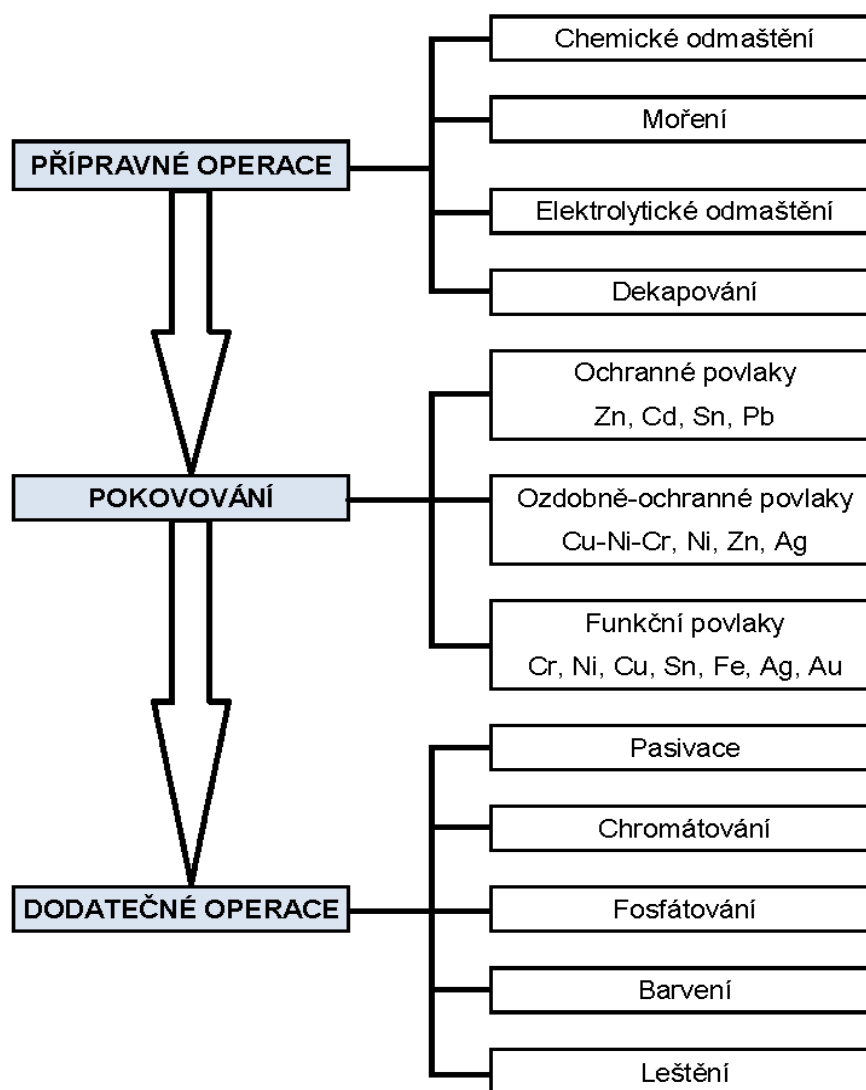 PŘÍPRAVNÉ OPERACE
Chemické odmaštění
Moření
Elektrolytické odmaštění
Dekapování
POKOVOVÁNÍ
Ochranné povlaky
Zn, Cd, Sn, Pb
Ozdobně-ochranné povlaky
Cu-Ni-Cr, Ni, Zn, Ag
Funkční povlaky
Cr, Ni, Cu, Sn, Fe, Ag, Au
DODATEČNÉ OPERACE
Pasivace
Chromátování
Fosfátování
Barvení
Leštění